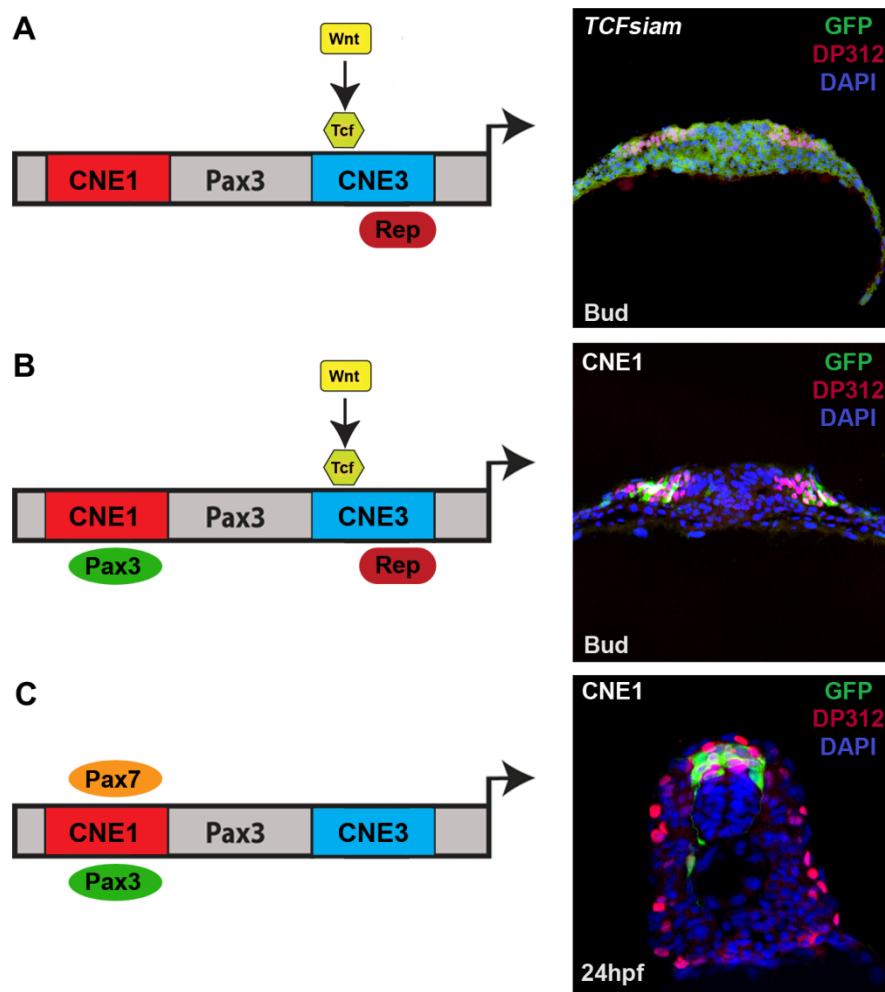 A
Wnt
Tcf
CNE1 Pax3 CNE3
Rep
TCFsiam GFP
DP312
DAPI
Bud
B
Wnt
Tcf
CNE1 Pax3 CNE3
Pax3 Rep
CNE1 GFP
DP312
DAPI
Bud
C
Pax7
CNE1 Pax3 CNE3
Pax3
CNE1 GFP
DP312
DAPI
24hpf